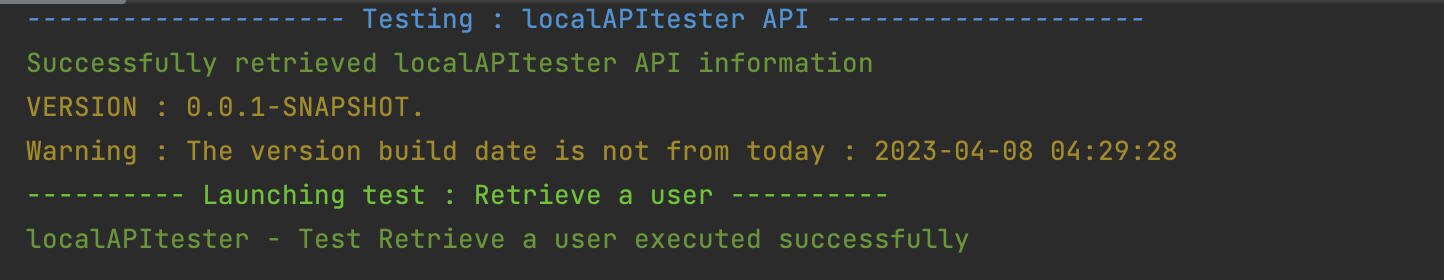 -------------------- Testing : localAPItester API --------------------
Successfully retrieved localAPItester API information
VERSION : 0.0.1-SNAPSHOT.
Warning : The version build date is not from today : 2023-04-08 04:29:28
---------- Launching test : Retrieve a user ----------
localAPItester - Test Retrieve a user executed successfully